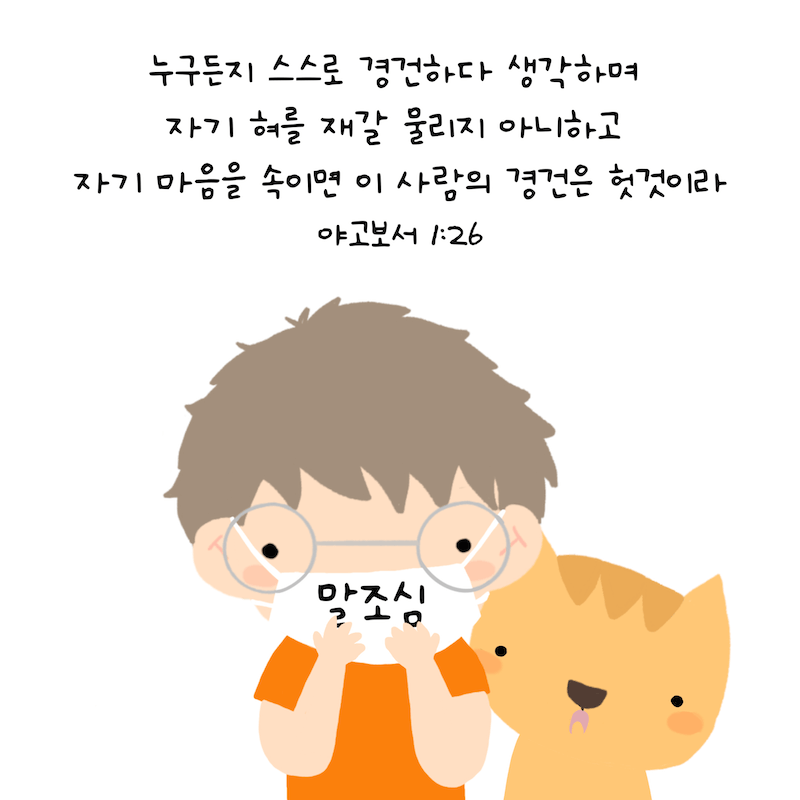 누구든지 스스로 경건하다 생각하며
자기 혀를 재갈 물리지 아니하고
자기 마음을 속이면 이 사람의 경건은 헛것이라
야고보서 1:26
말조심